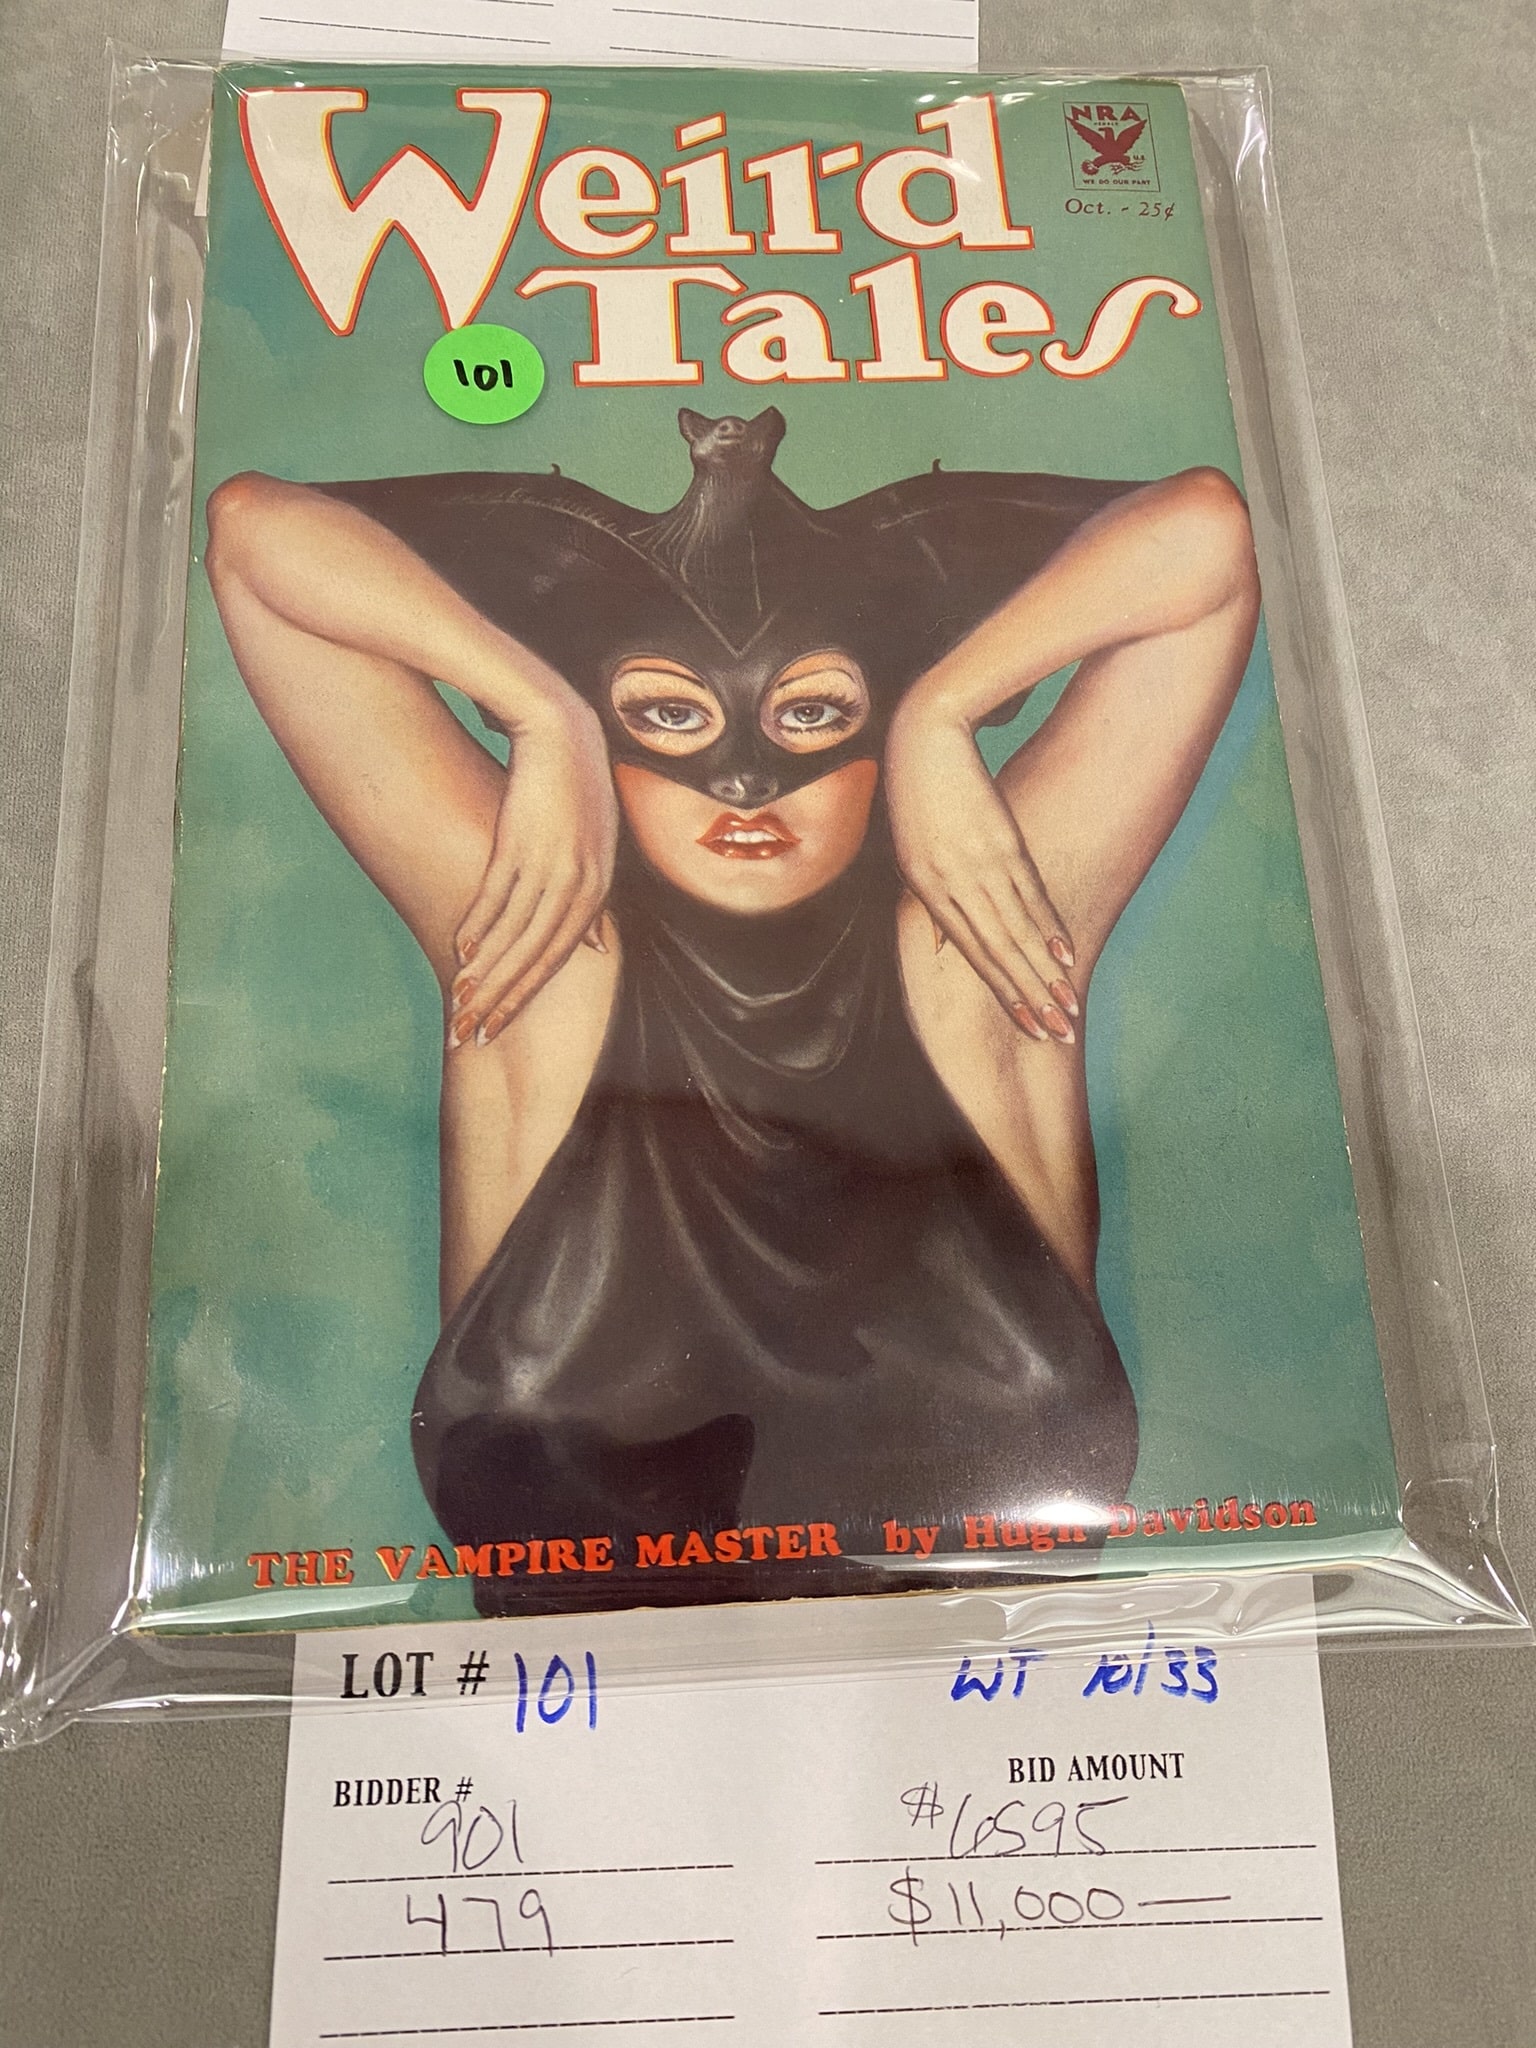 Weird
Tales
NRA
U.S.
WE DO OUR PART
Oct. - 25¢
101
THE VAMPIRE MASTER by Hugh Davidson
LOT # 101 WT 10/33
BIDDER # BID AMOUNT
901 $6595
479 $11,000—